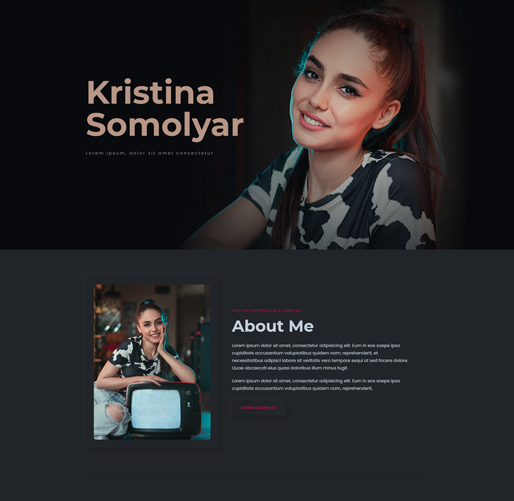 Kristina
Somolyar
Lorem ipsum, dolor sit amet consectetur
About Me
Lorem ipsum dolor sit amet, consectetur adipisicing elit. Eum in eos saepe ipsa
cupiditate accusantium voluptatibus quidem nam, reprehenderit, et
necessitatibus adipisci labore sit veritatis vero tempore sequi at sed facere dolore.
Quae obcaecati eius quasi doloribus illum minus fugit.
Lorem ipsum dolor sit amet, consectetur adipisicing elit. Eum in eos saepe ipsa
cupiditate accusantium voluptatibus quidem nam, reprehenderit,